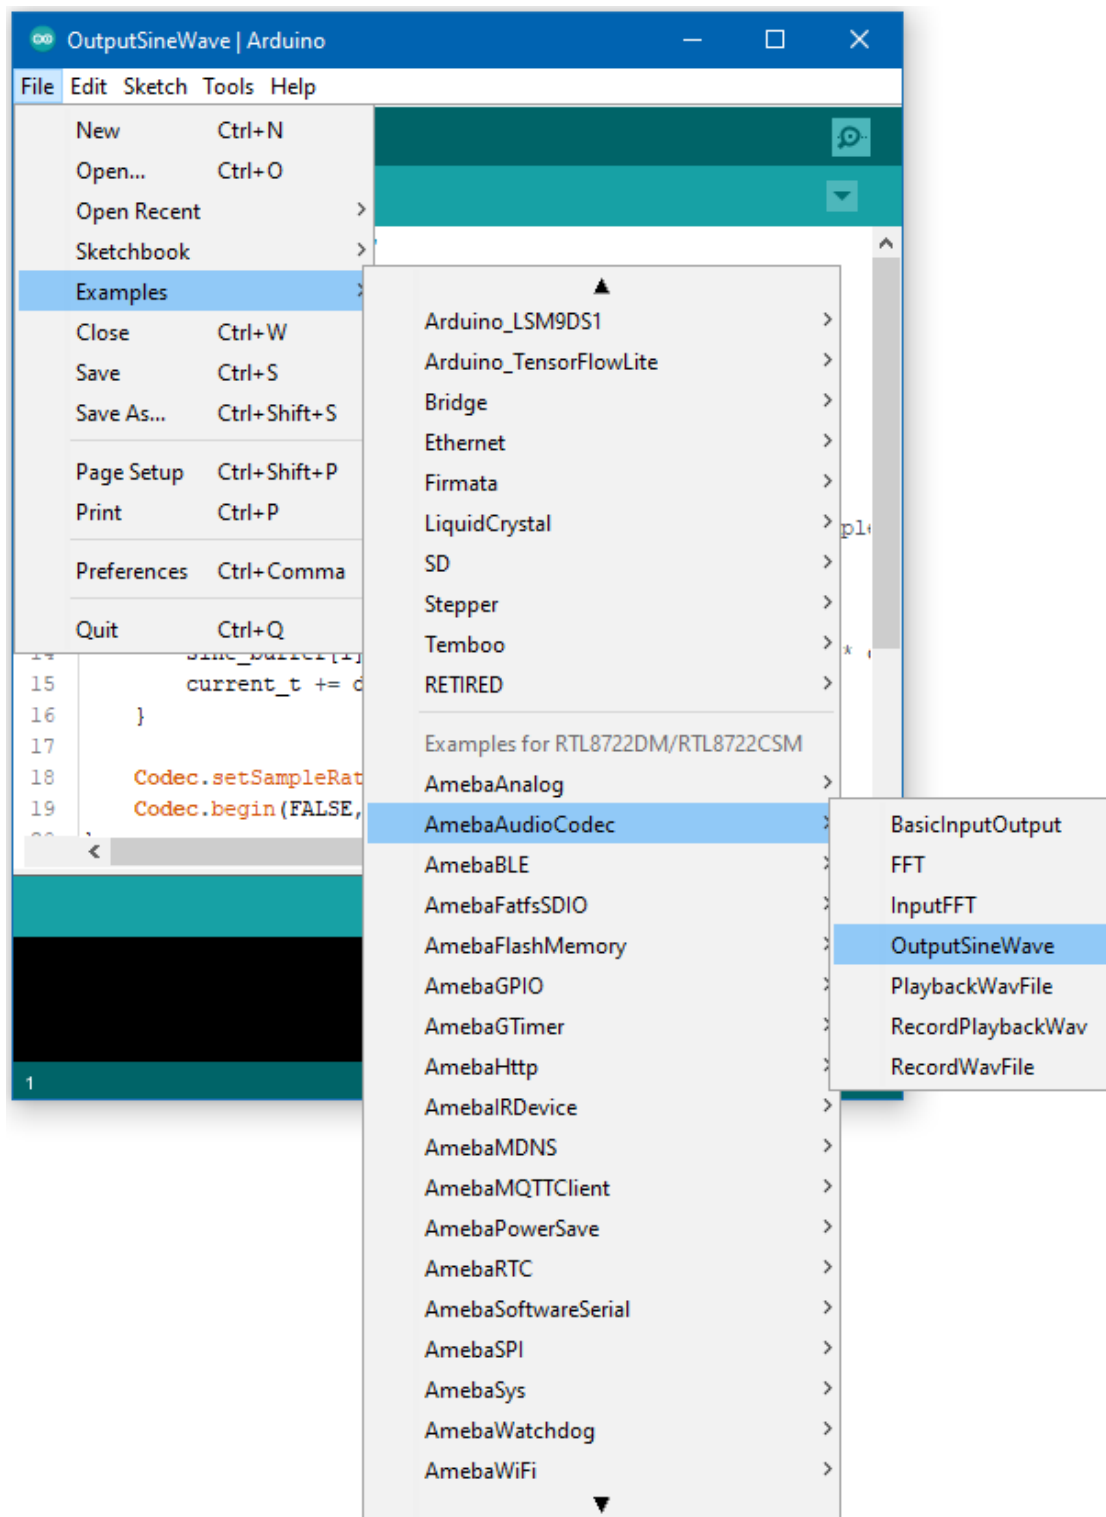 OutputSineWave | Arduino
File Edit Sketch Tools Help
New Ctrl+N
Open... Ctrl+O
Open Recent
Sketchbook
Examples
Close Ctrl+W
Save Ctrl+S
Save As... Ctrl+Shift+S
Page Setup Ctrl+Shift+P
Print Ctrl+P
Preferences Ctrl+Comma
Quit Ctrl+Q
Arduino_LSM9DS1
Arduino_TensorFlowLite
Bridge
Ethernet
Firmata
LiquidCrystal
SD
Stepper
Temboo
RETIRED
Examples for RTL8722DM/RTL8722CSM
AmebaAnalog
AmebaAudioCodec
AmebaBLE
AmebaFatfsSDIO
AmebaFlashMemory
AmebaGPIO
AmebaGTimer
AmebaHttp
AmebaIRDevice
AmebaMDNS
AmebaMQTTClient
AmebaPowerSave
AmebaRTC
AmebaSoftwareSerial
AmebaSPI
AmebaSys
AmebaWatchdog
AmebaWiFi
BasicInputOutput
FFT
InputFFT
OutputSineWave
PlaybackWavFile
RecordPlaybackWav
RecordWavFile
15 current_t += d
16 }
17
18 Codec.setSampleRat
19 Codec.begin(FALSE,
1